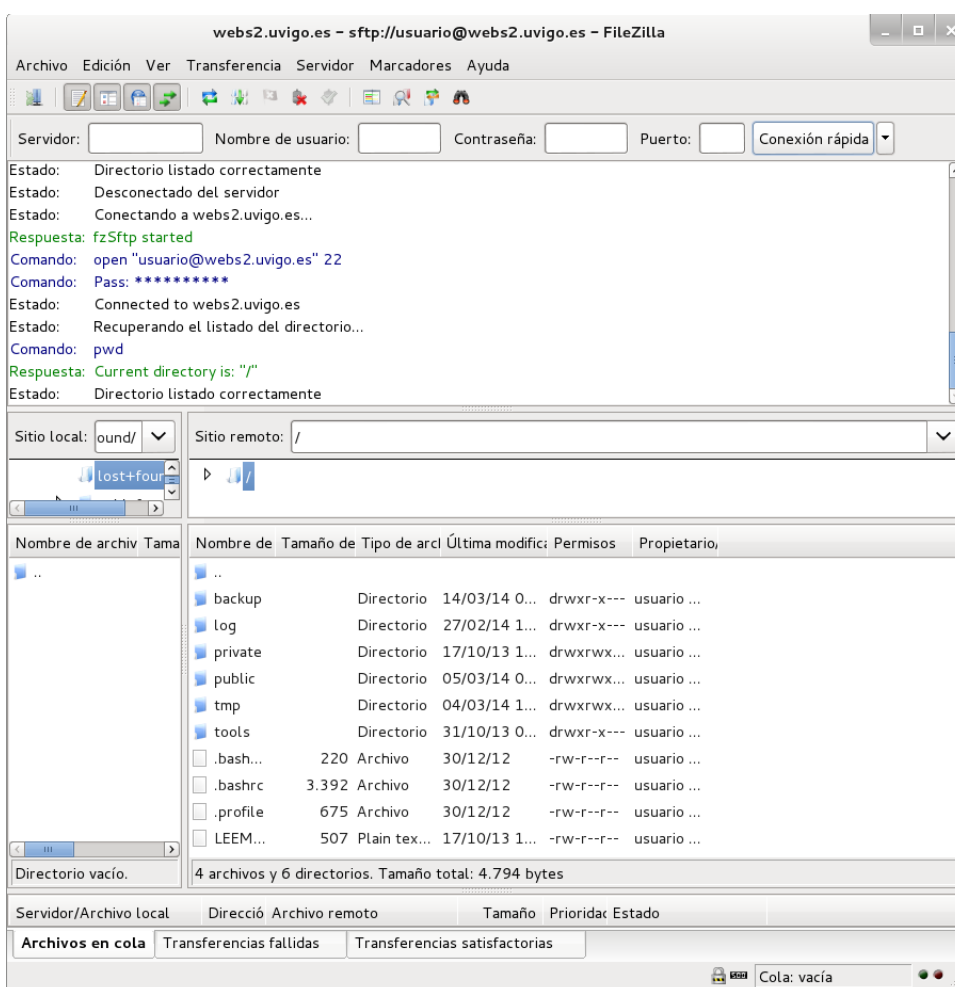 webs2.uvigo.es – sftp://usuario@webs2.uvigo.es – FileZilla
Archivo Edición Ver Transferencia Servidor Marcadores Ayuda
Servidor: Nombre de usuario: Contraseña: Puerto: Conexión rápida
Estado: Directorio listado correctamente
Estado: Desconectado del servidor
Estado: Conectando a webs2.uvigo.es...
Respuesta: fzSftp started
Comando: open "usuario@webs2.uvigo.es" 22
Comando: Pass: **********
Estado: Connected to webs2.uvigo.es
Estado: Recuperando el listado del directorio...
Comando: pwd
Respuesta: Current directory is: "/"
Estado: Directorio listado correctamente
Sitio local: ound/ Sitio remoto: /
lost+four /
Nombre de archiv Tama Nombre de Tamaño de Tipo de arcl Última modifica Permisos Propietario/
.. ..
backup Directorio 14/03/14 0... drwxr-x--- usuario ...
log Directorio 27/02/14 1... drwxr-x--- usuario ...
private Directorio 17/10/13 1... drwxrwx... usuario ...
public Directorio 05/03/14 0... drwxrwx... usuario ...
tmp Directorio 04/03/14 1... drwxrwx... usuario ...
tools Directorio 31/10/13 0... drwxr-x--- usuario ...
.bash... 220 Archivo 30/12/12 -rw-r--r-- usuario ...
.bashrc 3.392 Archivo 30/12/12 -rw-r--r-- usuario ...
.profile 675 Archivo 30/12/12 -rw-r--r-- usuario ...
LEEM... 507 Plain tex... 17/10/13 1... -rw-r--r-- usuario ...
Directorio vacío. 4 archivos y 6 directorios. Tamaño total: 4.794 bytes
Servidor/Archivo local Direcció Archivo remoto Tamaño Prioridac Estado
Archivos en cola Transferencias fallidas Transferencias satisfactorias
Cola: vacía